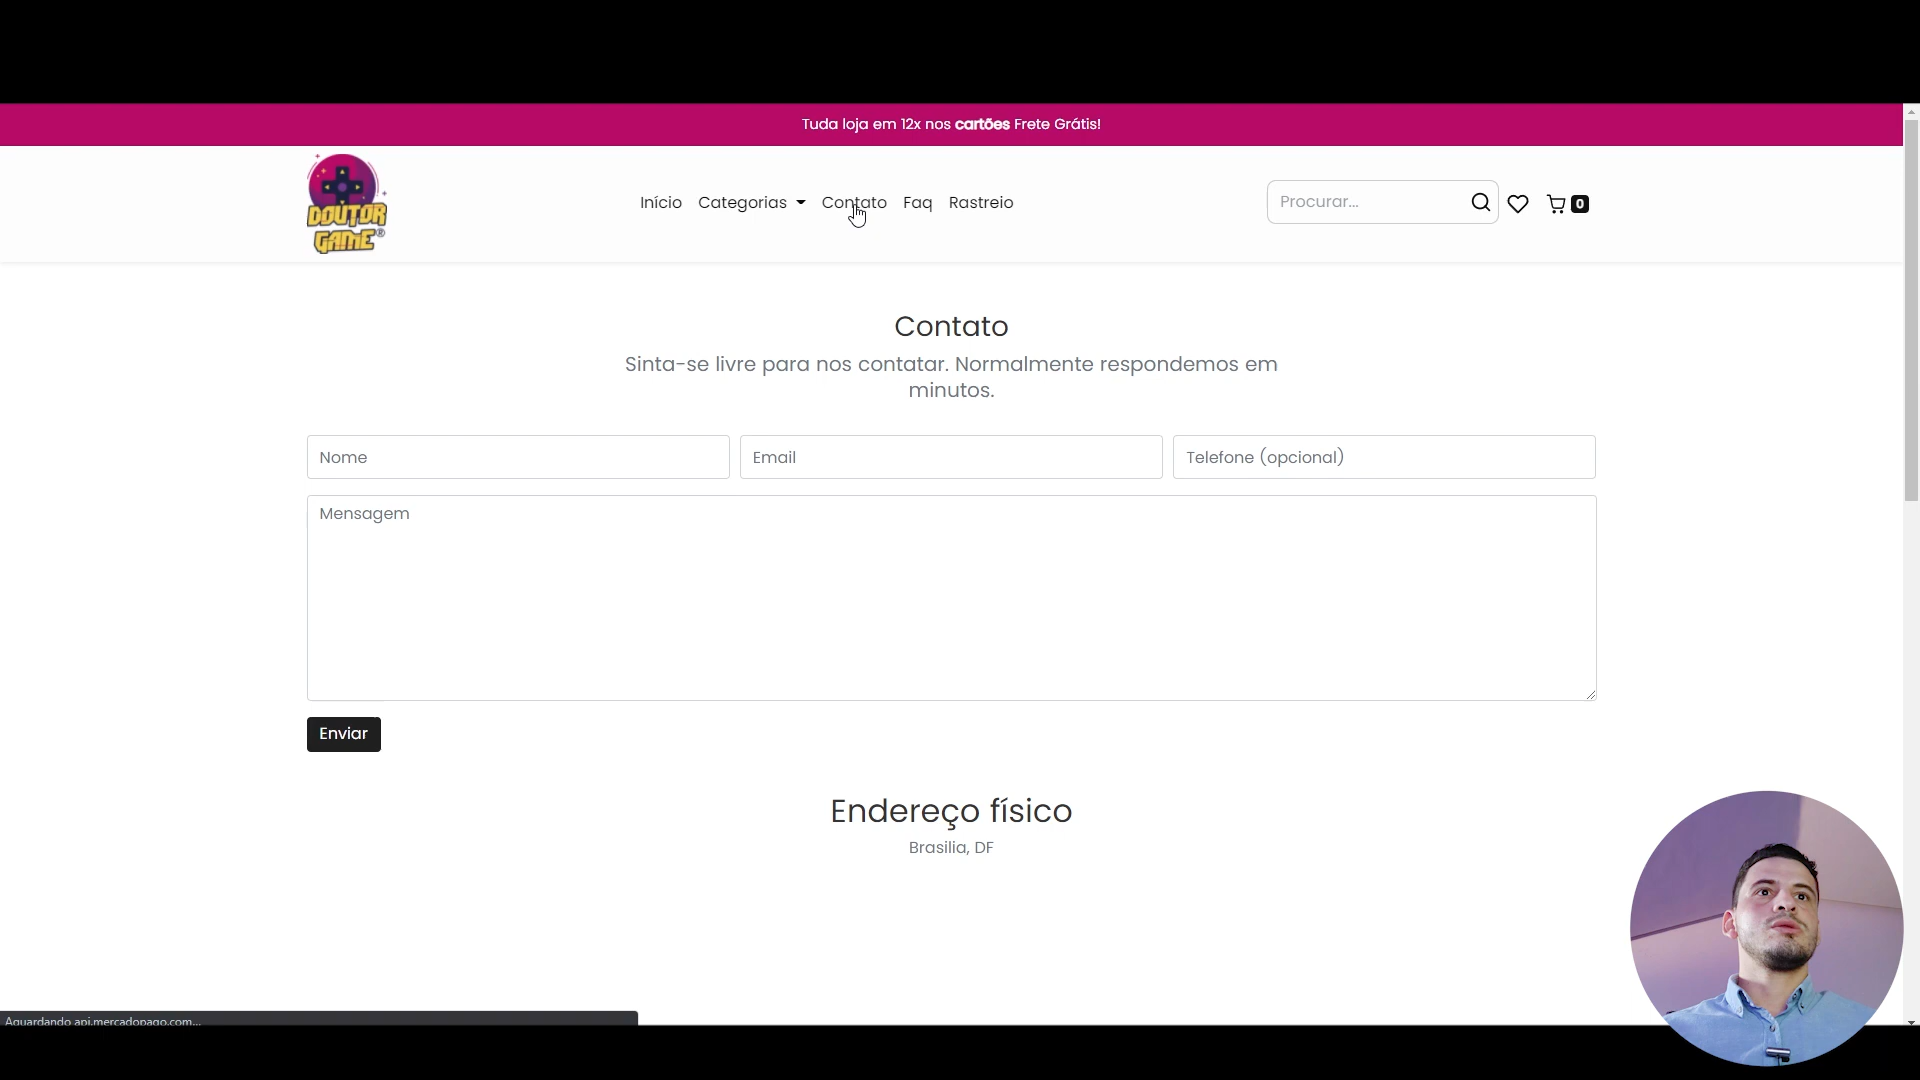 Tuda loja em 12x nos cartões Frete Grátis!
DOUTOR
GAME®
Início Categorias Contato Faq Rastreio
Procurar...
0
Contato
Sinta-se livre para nos contatar. Normalmente respondemos em
minutos.
Nome
Email
Telefone (opcional)
Mensagem
Enviar
Endereço físico
Brasilia, DF
Aguardando api.mercadopago.com...